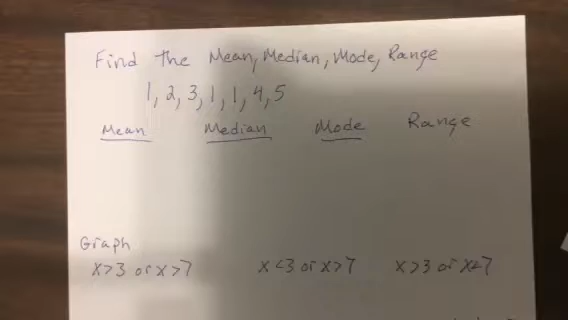 Find the Mean, Median, Mode, Range
1, 2, 3, 1, 1, 4, 5
Mean Median Mode Range
Graph
x>3 or x>7 x<3 or x>7 x>3 or x<7